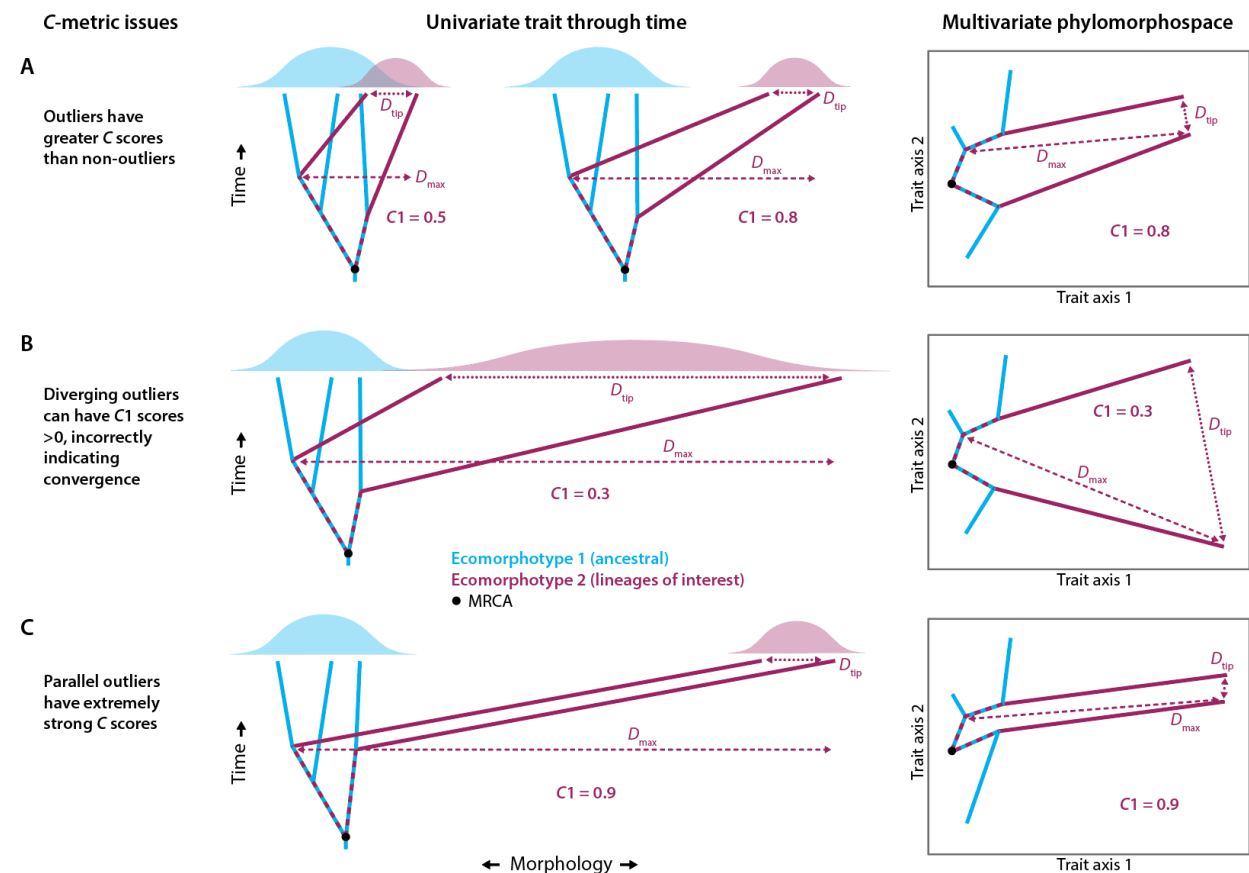 C-metric issues
Univariate trait through time
Multivariate phylomorphospace
A
Outliers have
greater C scores
than non-outliers
Time →
Dtip
Dmax
C1 = 0.5
Dtip
Dmax
C1 = 0.8
Trait axis 2
Dtip
Dmax
C1 = 0.8
Trait axis 1
B
Diverging outliers
can have C1 scores
>0, incorrectly
indicating
convergence
Time →
Dtip
Dmax
C1 = 0.3
Trait axis 2
C1 = 0.3
Dtip
Dmax
Trait axis 1
Ecomorphotype 1 (ancestral)
Ecomorphotype 2 (lineages of interest)
MRCA
C
Parallel outliers
have extremely
strong C scores
Time →
Dtip
Dmax
C1 = 0.9
← Morphology →
Trait axis 2
Dtip
Dmax
C1 = 0.9
Trait axis 1